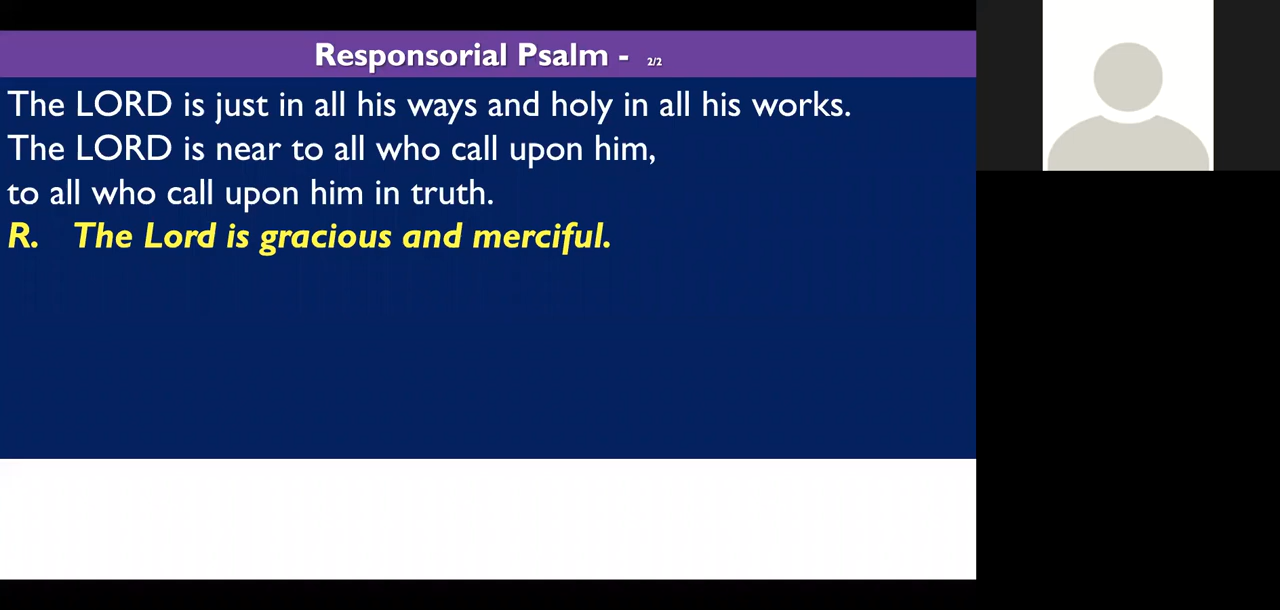 Responsorial Psalm - 2/2
The LORD is just in all his ways and holy in all his works.
The LORD is near to all who call upon him,
to all who call upon him in truth.
R. The Lord is gracious and merciful.